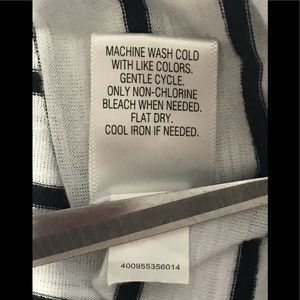 MACHINE WASH COLD
WITH LIKE COLORS.
GENTLE CYCLE.
ONLY NON-CHLORINE
BLEACH WHEN NEEDED.
FLAT DRY.
COOL IRON IF NEEDED.
400955356014